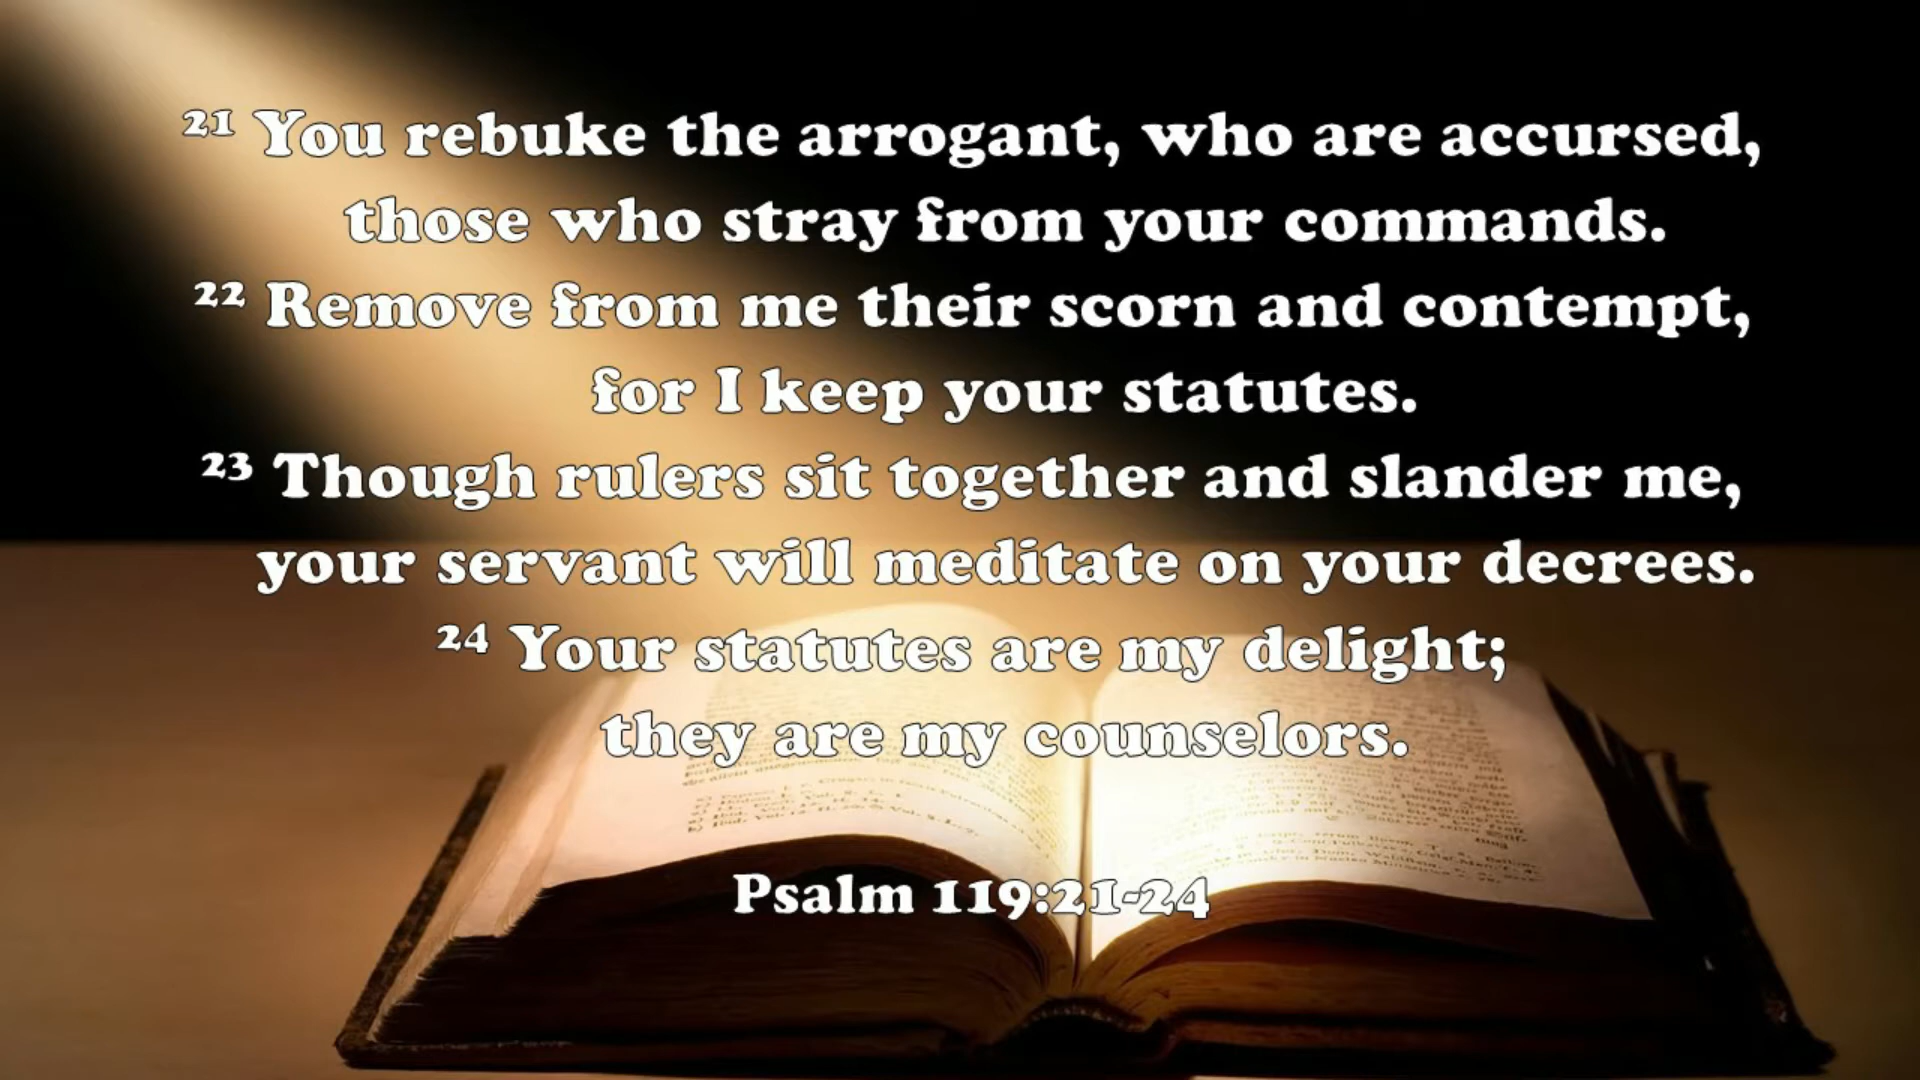 21 You rebuke the arrogant, who are accursed,
those who stray from your commands.
22 Remove from me their scorn and contempt,
for I keep your statutes.
23 Though rulers sit together and slander me,
your servant will meditate on your decrees.
24 Your statutes are my delight;
they are my counselors.
Psalm 119:21-24